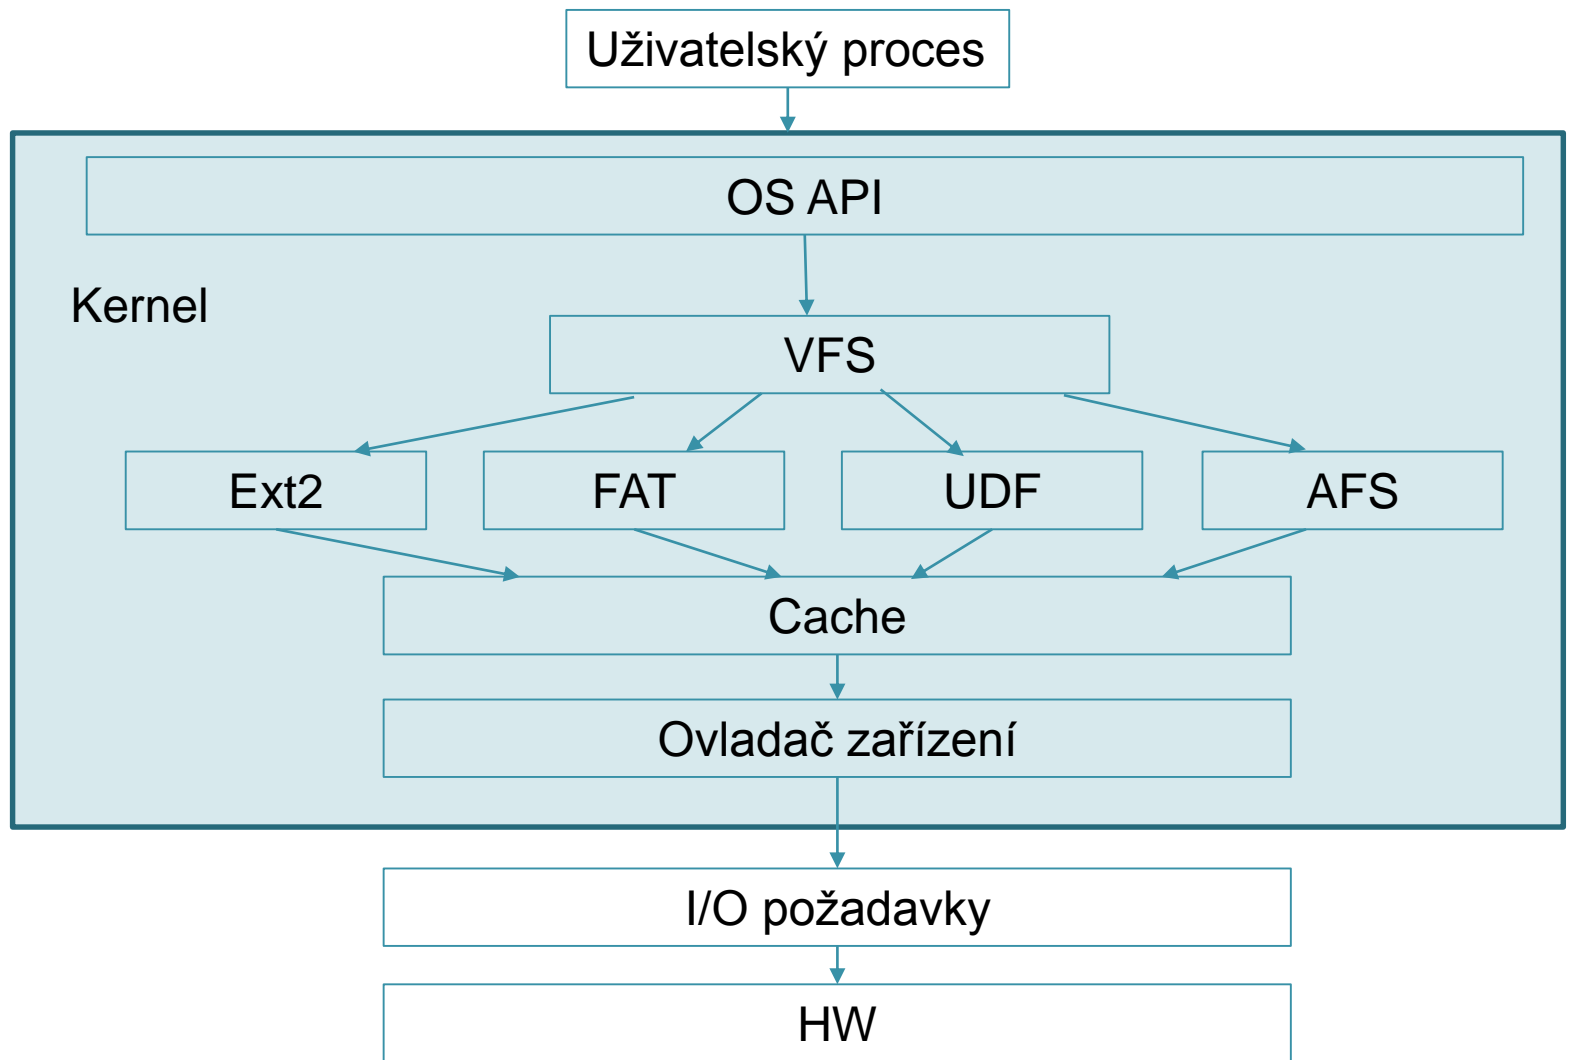 Uživatelský proces
OS API
Kernel
VFS
Ext2
FAT
UDF
AFS
Cache
Ovladač zařízení
I/O požadavky
HW